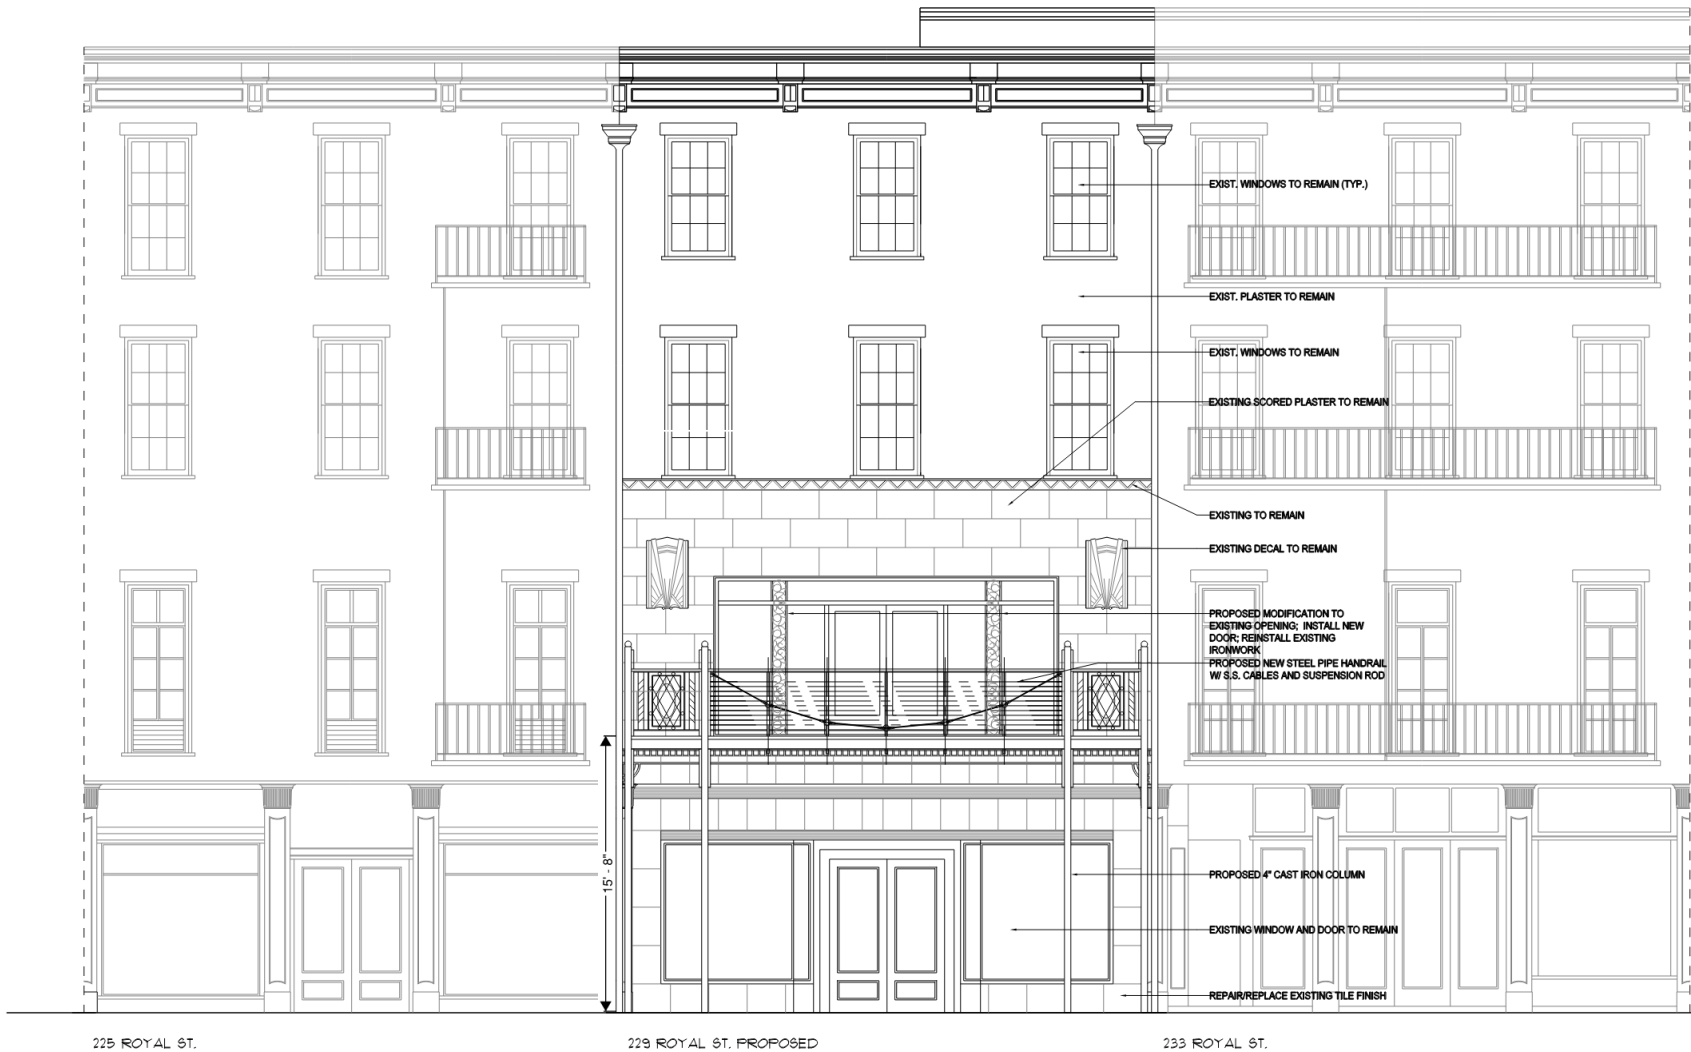 EXIST. WINDOWS TO REMAIN (TYP.)
EXIST. PLASTER TO REMAIN
EXIST. WINDOWS TO REMAIN
EXISTING SCORED PLASTER TO REMAIN
EXISTING TO REMAIN
EXISTING DECAL TO REMAIN
PROPOSED MODIFICATION TO
EXISTING OPENING; INSTALL NEW
DOOR; REINSTALL EXISTING
IRONWORK
PROPOSED NEW STEEL PIPE HANDRAIL
W/ S.S. CABLES AND SUSPENSION ROD
15' - 8"
PROPOSED 4" CAST IRON COLUMN
EXISTING WINDOW AND DOOR TO REMAIN
REPAIR/REPLACE EXISTING TILE FINISH
225 ROYAL ST.
229 ROYAL ST. PROPOSED
233 ROYAL ST.